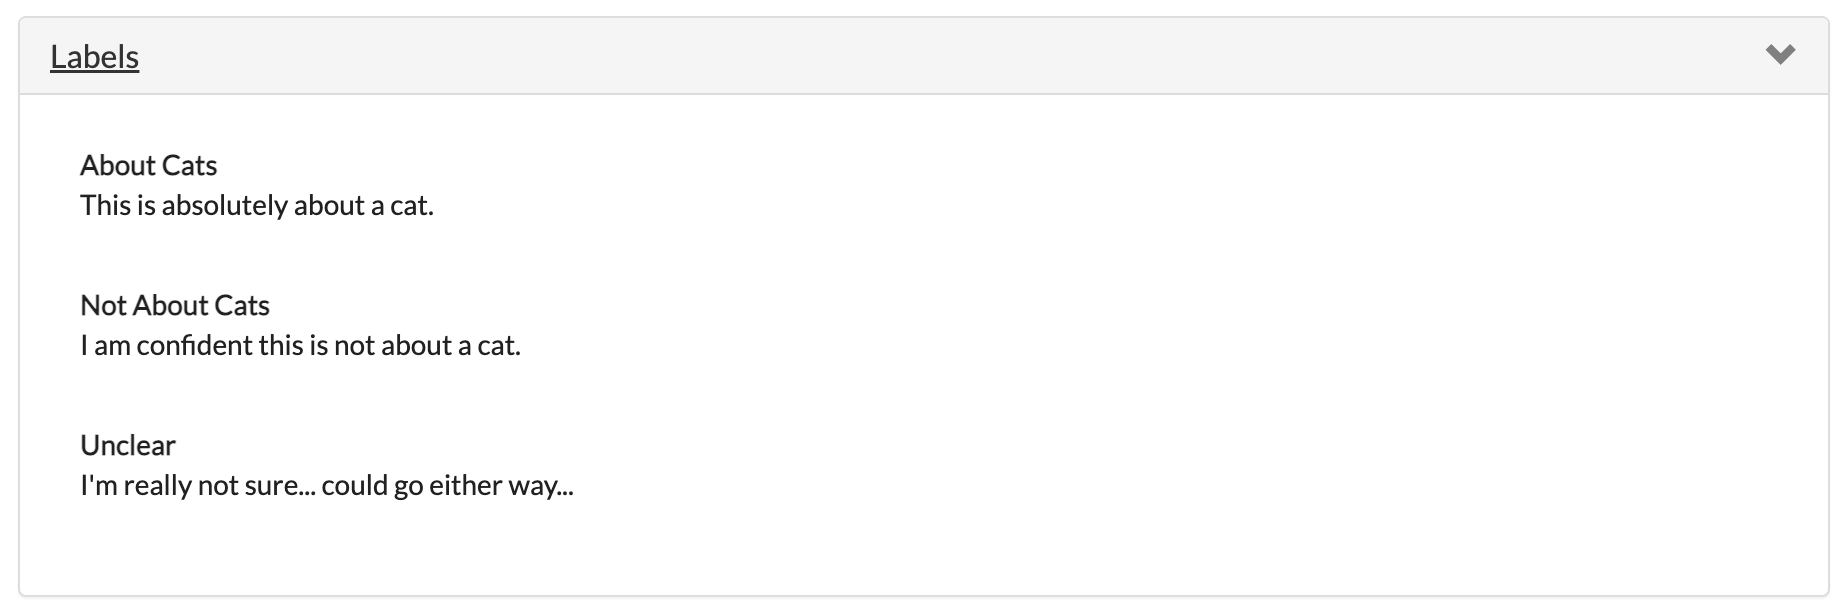 Labels
About Cats
This is absolutely about a cat.
Not About Cats
I am confident this is not about a cat.
Unclear
I'm really not sure... could go either way...